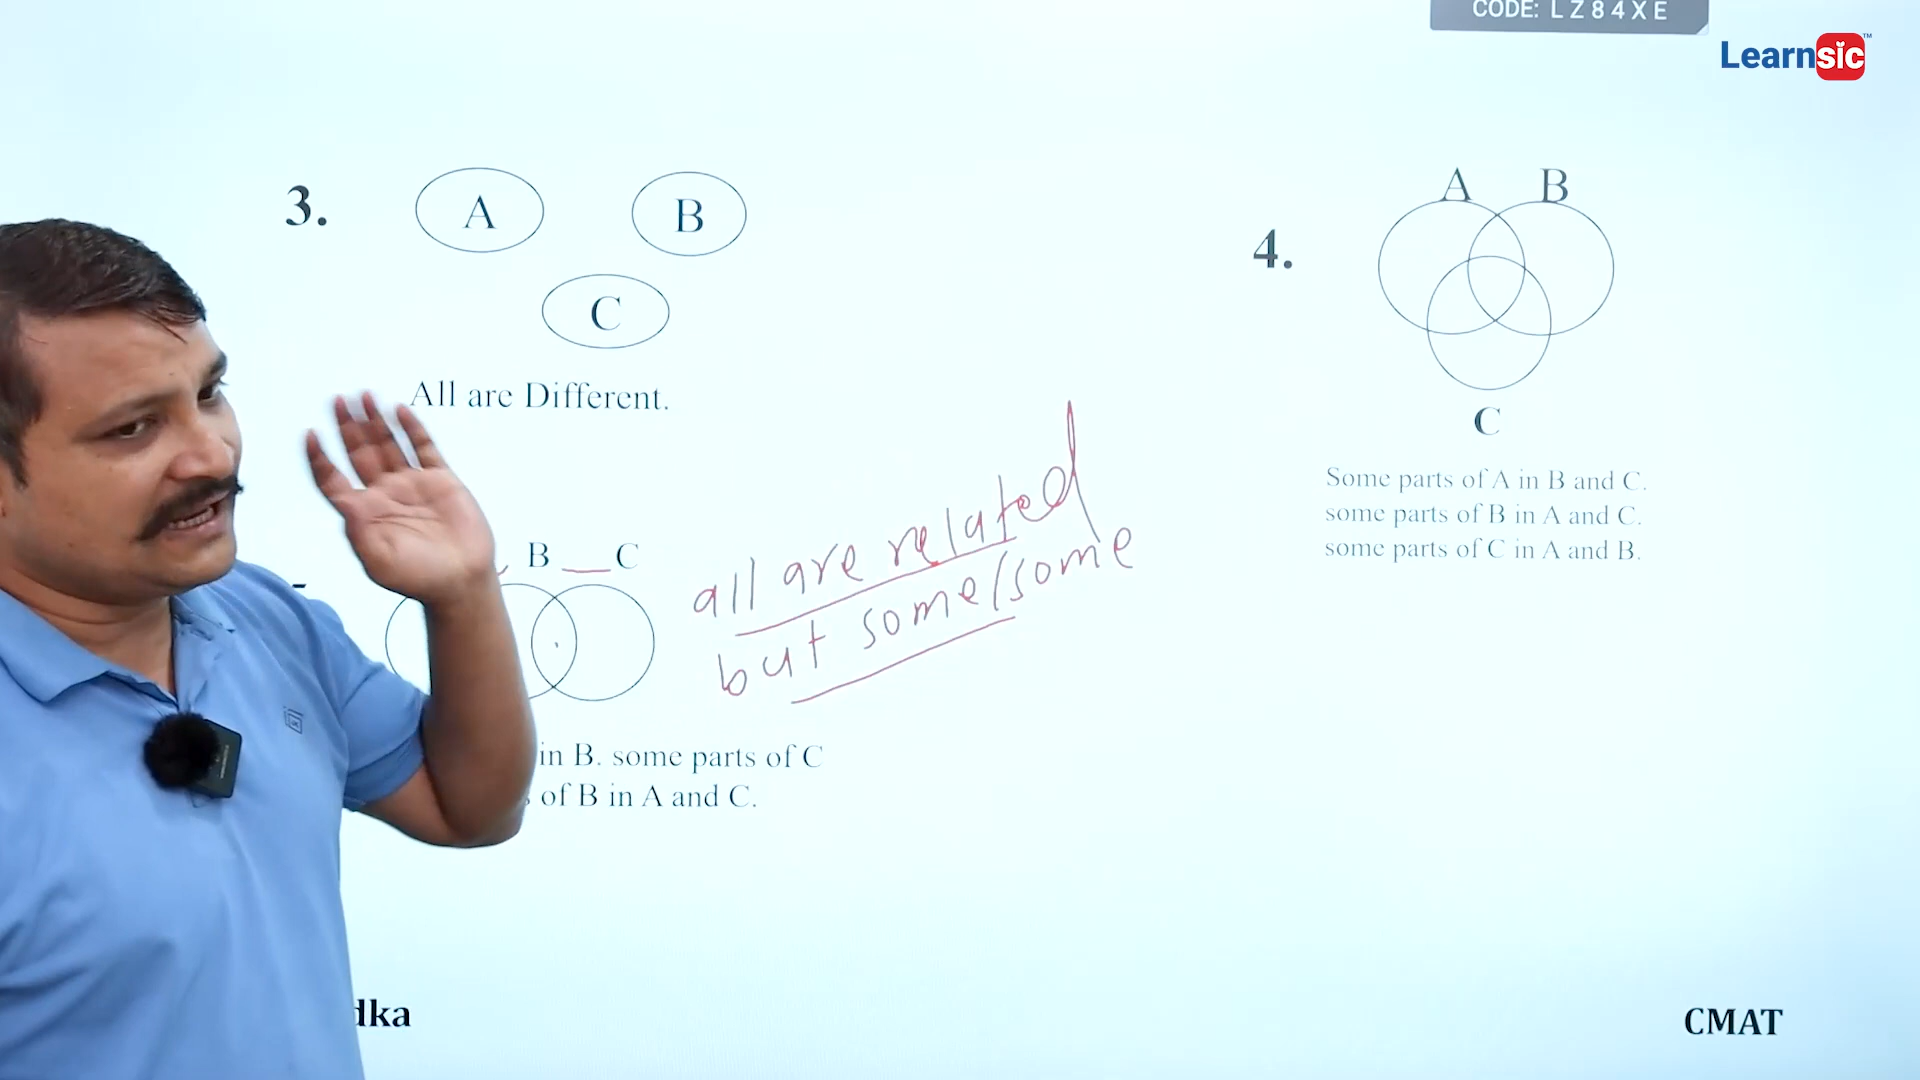 CODE: LZ84XE
Learnsic™
3.
A
B
C
All are Different.
4.
A B
C
Some parts of A in B and C.
some parts of B in A and C.
some parts of C in A and B.
B C
all are related
but some/some
in B. some parts of C
of B in A and C.
dka
CMAT